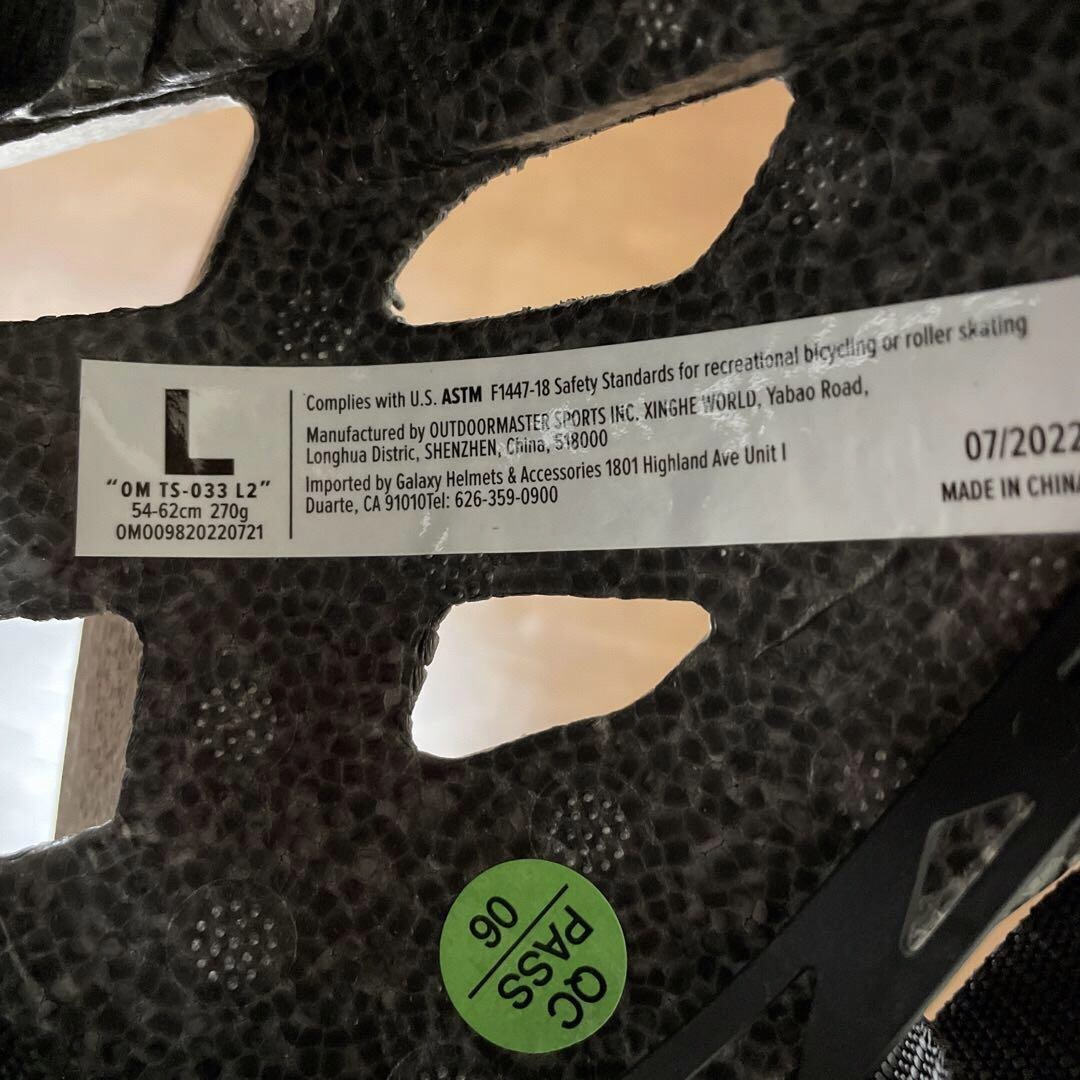 L
"OM TS-033 L2"
54-62cm 270g
OM009820220721
Complies with U.S. ASTM F1447-18 Safety Standards for recreational bicycling or roller skating
Manufactured by OUTDOORMASTER SPORTS INC. XINGHE WORLD, Yabao Road,
Longhua Distric, SHENZHEN, China, 518000
Imported by Galaxy Helmets & Accessories 1801 Highland Ave Unit I
Duarte, CA 91010Tel: 626-359-0900
07/2022
MADE IN CHINA
QC
PASS
06